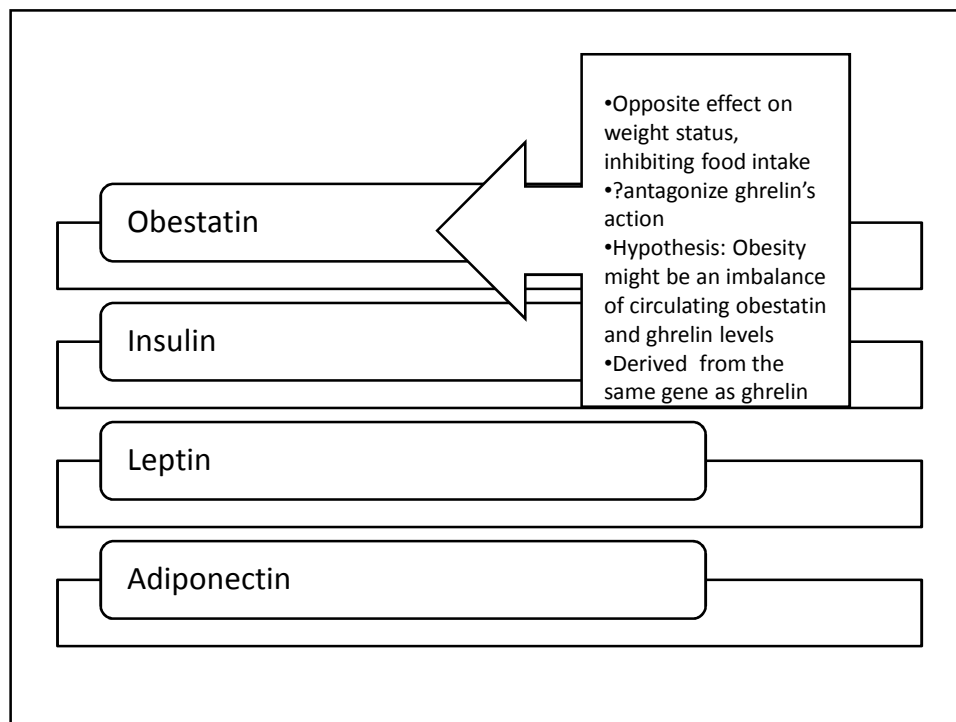 Obestatin
•Opposite effect on
weight status,
inhibiting food intake
•?antagonize ghrelin's
action
•Hypothesis: Obesity
might be an imbalance
of circulating obestatin
and ghrelin levels
•Derived  from the
same gene as ghrelin
Insulin
Leptin
Adiponectin